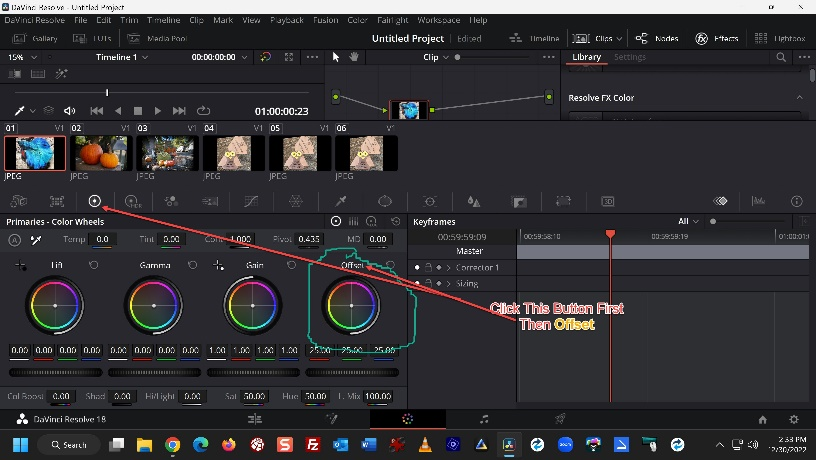 DaVinci Resolve - Untitled Project
DaVinci Resolve File Edit Trim Timeline Clip Mark View Playback Fusion Color Fairlight Workspace Help
Gallery LUTs Media Pool Untitled Project Edited Timeline Clips Nodes Effects Lightbox
15% Timeline 1 00:00:00:00 Clip Library Settings
Resolve FX Color
01:00:00:23
01 V1 02 V1 03 V1 04 V1 05 V1 06 V1
JPEG JPEG JPEG JPEG JPEG JPEG
Primaries - Color Wheels Keyframes All
Temp 0.0 Tint 0.00 Cont 1.000 Pivot 0.435 MD 0.00
00:59:59:09 00:59:58:10 00:59:59:19
Master
Lift Gamma Gain Offset
Corrector 1
Sizing
Click This Button First
Then Offset
0.00 0.00 0.00 0.00 0.00 0.00 0.00 0.00 1.00 1.00 1.00 1.00 25.00 25.00 25.00
Col Boost 0.00 Shad 0.00 Hi/Light 0.00 Sat 50.00 Hue 50.00 L. Mix 100.00
DaVinci Resolve 18
Search
2:33 PM
12/30/2022